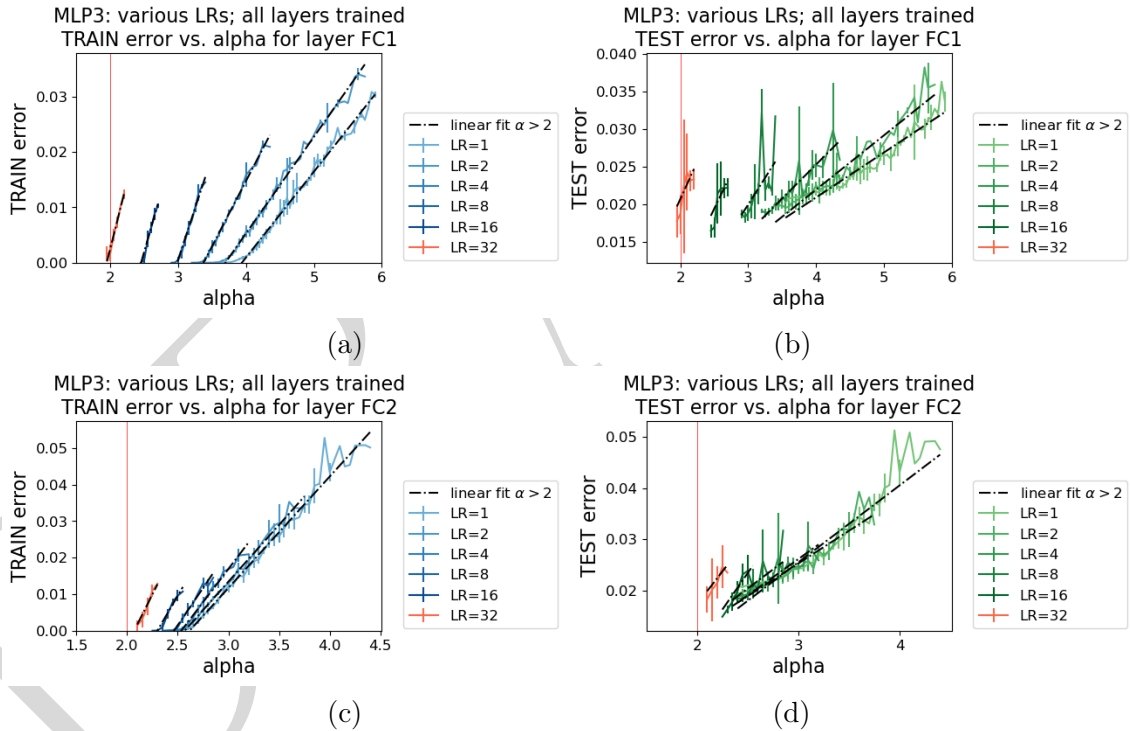 MLP3: various LRs; all layers trained
TRAIN error vs. alpha for layer FC1
TRAIN error
0.03
0.02
0.01
0.00
2
3
4
5
6
alpha
linear fit α > 2
LR=1
LR=2
LR=4
LR=8
LR=16
LR=32
(a)
MLP3: various LRs; all layers trained
TEST error vs. alpha for layer FC1
TEST error
0.040
0.035
0.030
0.025
0.020
0.015
2
3
4
5
6
alpha
linear fit α > 2
LR=1
LR=2
LR=4
LR=8
LR=16
LR=32
(b)
MLP3: various LRs; all layers trained
TRAIN error vs. alpha for layer FC2
TRAIN error
0.05
0.04
0.03
0.02
0.01
0.00
1.5
2.0
2.5
3.0
3.5
4.0
4.5
alpha
linear fit α > 2
LR=1
LR=2
LR=4
LR=8
LR=16
LR=32
(c)
MLP3: various LRs; all layers trained
TEST error vs. alpha for layer FC2
TEST error
0.05
0.04
0.03
0.02
2
3
4
alpha
linear fit α > 2
LR=1
LR=2
LR=4
LR=8
LR=16
LR=32
(d)